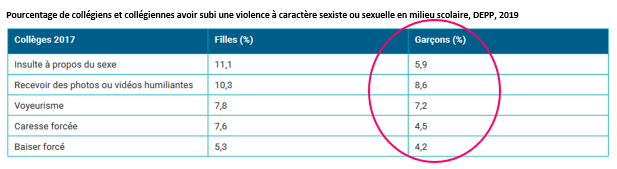 Pourcentage de collégiens et collégiennes avoir subi une violence à caractère sexiste ou sexuelle en milieu scolaire, DEPP, 2019
Collèges 2017 Filles (%) Garçons (%)
Insulte à propos du sexe 11,1 5,9
Recevoir des photos ou vidéos humiliantes 10,3 8,6
Voyeurisme 7,8 7,2
Caresse forcée 7,6 4,5
Baiser forcé 5,3 4,2